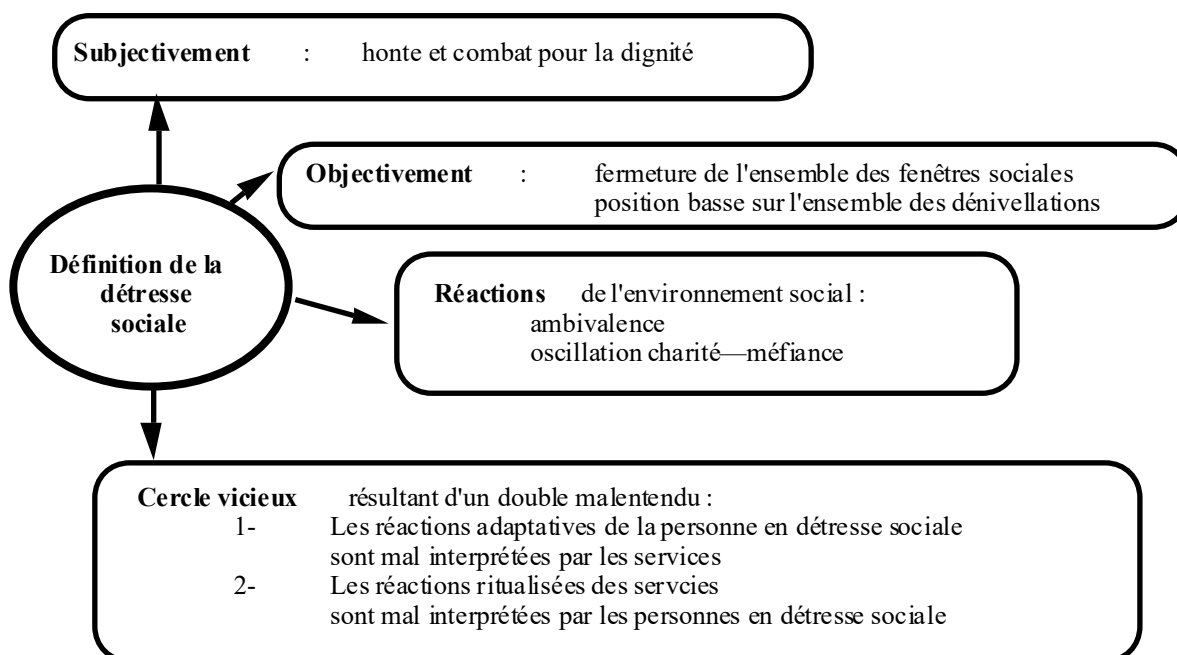 Subjectivement : honte et combat pour la dignité
Objectivement : fermeture de l'ensemble des fenêtres sociales
position basse sur l'ensemble des dénivellations
Définition de la
détresse
sociale
Réactions de l'environnement social :
ambivalence
oscillation charité—méfiance
Cercle vicieux résultant d'un double malentendu :
1- Les réactions adaptatives de la personne en détresse sociale
sont mal interprétées par les services
2- Les réactions ritualisées des servcies
sont mal interprétées par les personnes en détresse sociale